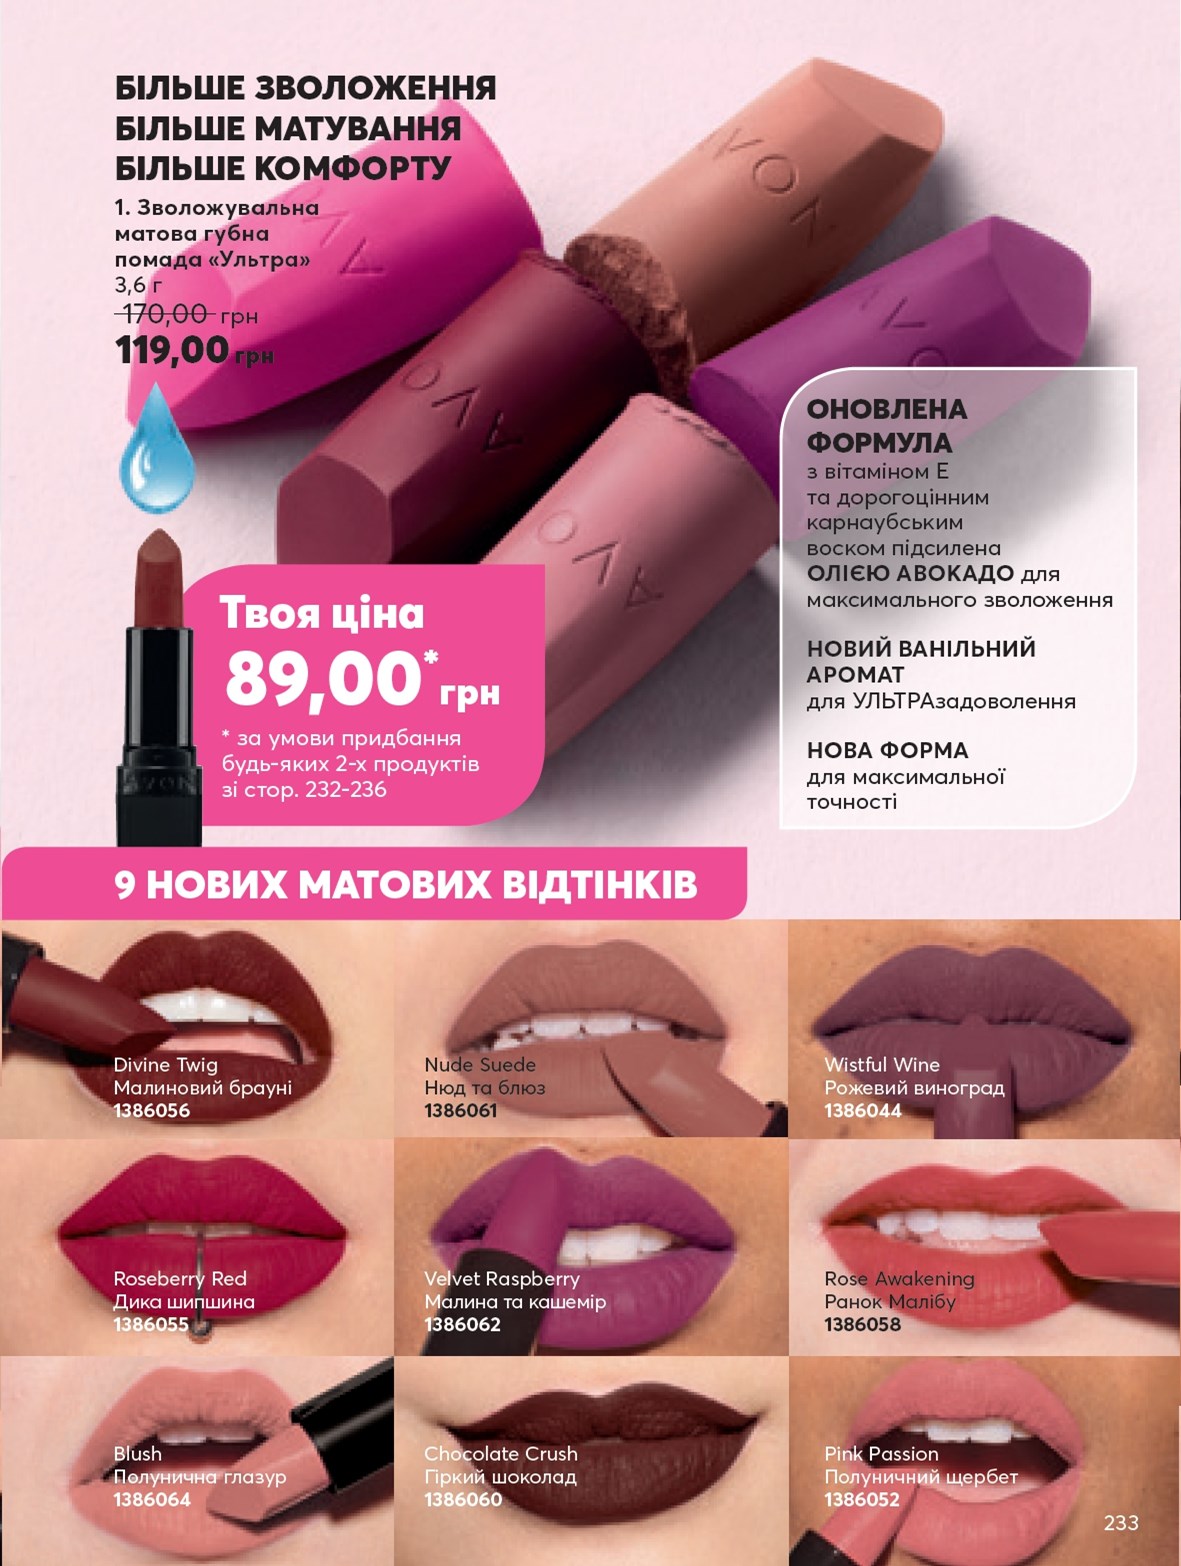 БІЛЬШЕ ЗВОЛОЖЕННЯ
БІЛЬШЕ МАТУВАННЯ
БІЛЬШЕ КОМФОРТУ
1. Зволожувальна
матова губна
помада «Ультра»
3,6 г
170,00 грн
119,00 грн
AVON
AVON
AVO
AVO
AVO
ОНОВЛЕНА
ФОРМУЛА
з вітаміном Е
та дорогоцінним
карнаубським
воском підсилена
ОЛІЄЮ АВОКАДО для
максимального зволоження
НОВИЙ ВАНІЛЬНИЙ
АРОМАТ
для УЛЬТРАзадоволення
НОВА ФОРМА
для максимальної
точності
Твоя ціна
89,00* грн
* за умови придбання
будь-яких 2-х продуктів
зі стор. 232-236
9 НОВИХ МАТОВИХ ВІДТІНКІВ
Divine Twig
Малиновий брауні
1386056
Nude Suede
Нюд та блюз
1386061
Wistful Wine
Рожевий виноград
1386044
Roseberry Red
Дика шипшина
1386055
Velvet Raspberry
Малина та кашемір
1386062
Rose Awakening
Ранок Малібу
1386058
Blush
Полунична глазур
1386064
Chocolate Crush
Гіркий шоколад
1386060
Pink Passion
Полуничний щербет
1386052
233